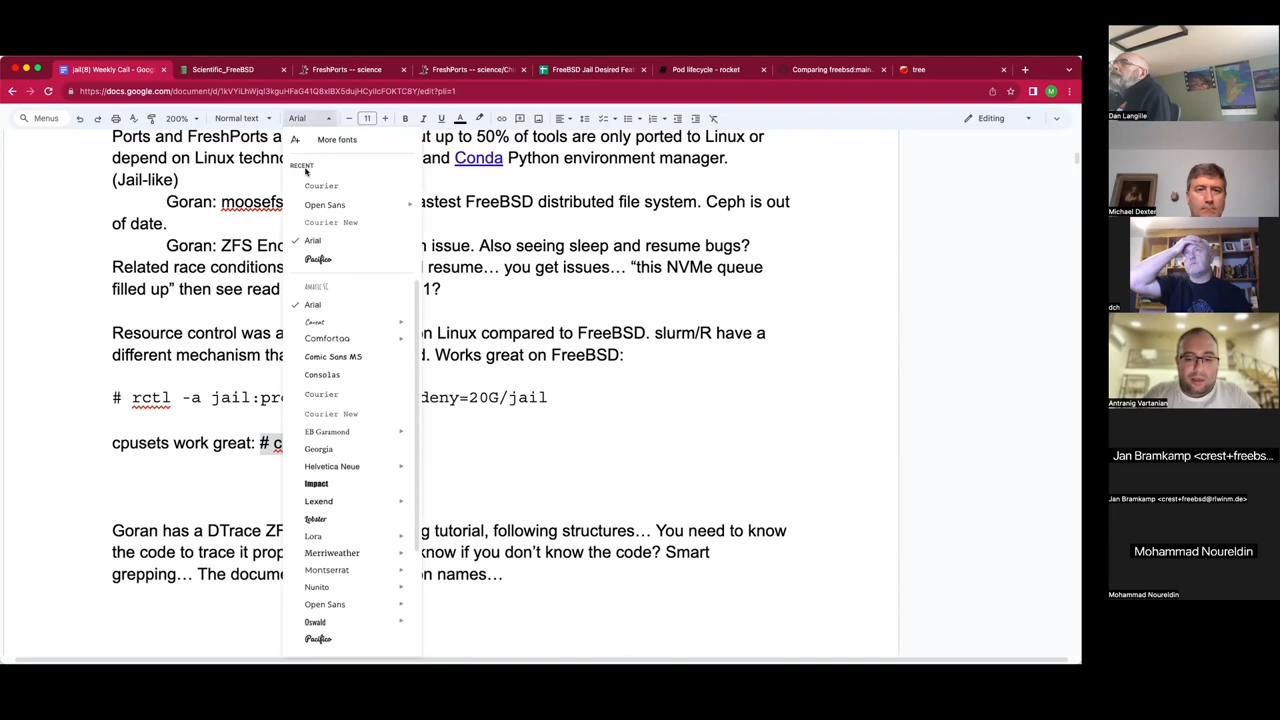 jail(8) Weekly Call - Goog
Scientific_FreeBSD
FreshPorts -- science
FreshPorts -- science/Ch
FreeBSD Jail Desired Fea
Pod lifecycle - rocket
Comparing freebsd:main
tree
https://docs.google.com/document/d/
/edit?pli=1
Menus
200%
Normal text
Arial
11
Editing
Ports and FreshPorts a
ut up to 50% of tools are only ported to Linux or
depend on Linux techno
and Conda Python environment manager.
(Jail-like)
Goran: moosefs
astest FreeBSD distributed file system. Ceph is out
of date.
Goran: ZFS Enc
n issue. Also seeing sleep and resume bugs?
Related race conditions
resume… you get issues… “this NVMe queue
filled up” then see read
1?
Resource control was a
on Linux compared to FreeBSD. slurm/R have a
different mechanism tha
d. Works great on FreeBSD:
# rctl -a jail:pro
deny=20G/jail
cpusets work great: # c
Goran has a DTrace ZF
g tutorial, following structures… You need to know
the code to trace it prop
know if you don’t know the code? Smart
grepping… The docume
on names…
More fonts
RECENT
Courier
Open Sans
Courier New
Arial
Pacifico
Amatic SC
Arial
Caveat
Comfortaa
Comic Sans MS
Consolas
Courier
Courier New
EB Garamond
Georgia
Helvetica Neue
Impact
Lexend
Lobster
Lora
Merriweather
Montserrat
Nunito
Open Sans
Oswald
Pacifico
Dan Langille
Michael Dexter
dch
Antranig Vartanian
Jan Bramkamp <crest+freebs...
Jan Bramkamp <crest+freebsd@rlwinm.de>
Mohammad Noureldin
Mohammad Noureldin